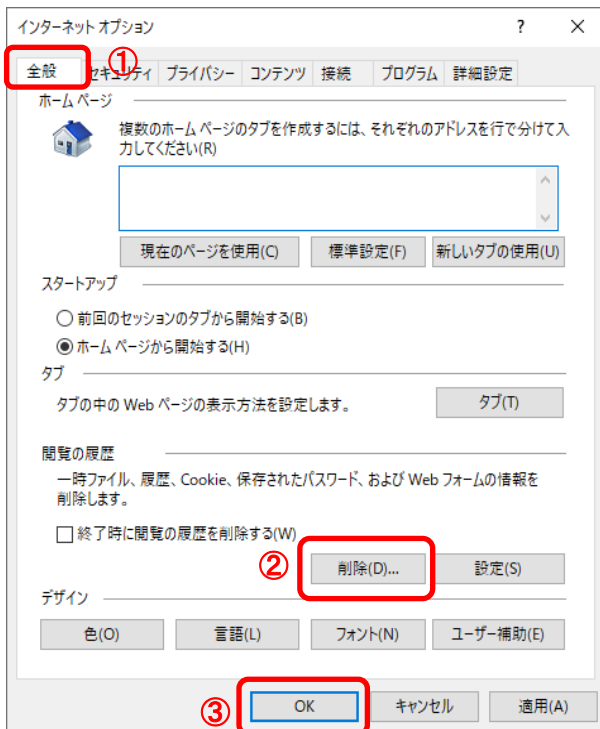 インターネット オプション ? ×
①
全般 セキュリティ プライバシー コンテンツ 接続 プログラム 詳細設定
ホーム ページ
複数のホーム ページのタブを作成するには、それぞれのアドレスを行で分けて入
力してください(R)
現在のページを使用(C) 標準設定(F) 新しいタブの使用(U)
スタートアップ
前回のセッションのタブから開始する(B)
ホーム ページから開始する(H)
タブ
タブの中の Web ページの表示方法を設定します。 タブ(T)
閲覧の履歴
一時ファイル、履歴、Cookie、保存されたパスワード、および Web フォームの情報を
削除します。
終了時に閲覧の履歴を削除する(W)
② 削除(D)... 設定(S)
デザイン
色(O) 言語(L) フォント(N) ユーザー補助(E)
③ OK キャンセル 適用(A)